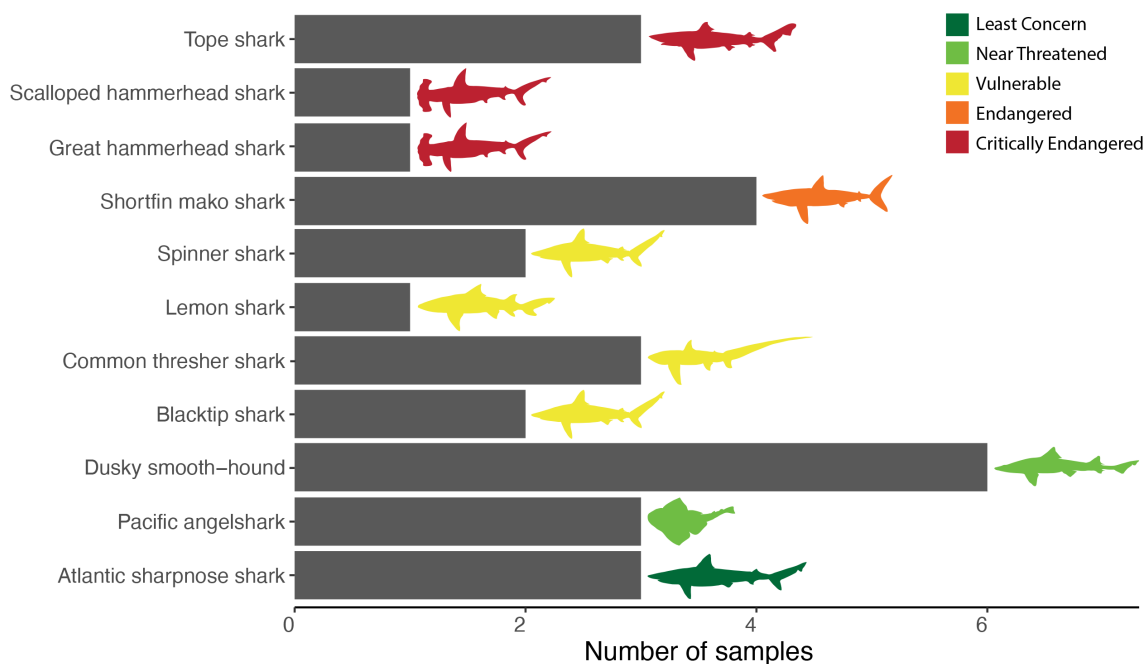 Tope shark
Scalloped hammerhead shark
Great hammerhead shark
Shortfin mako shark
Spinner shark
Lemon shark
Common thresher shark
Blacktip shark
Dusky smooth−hound
Pacific angelshark
Atlantic sharpnose shark
Least Concern
Near Threatened
Vulnerable
Endangered
Critically Endangered
0 2 4 6
Number of samples